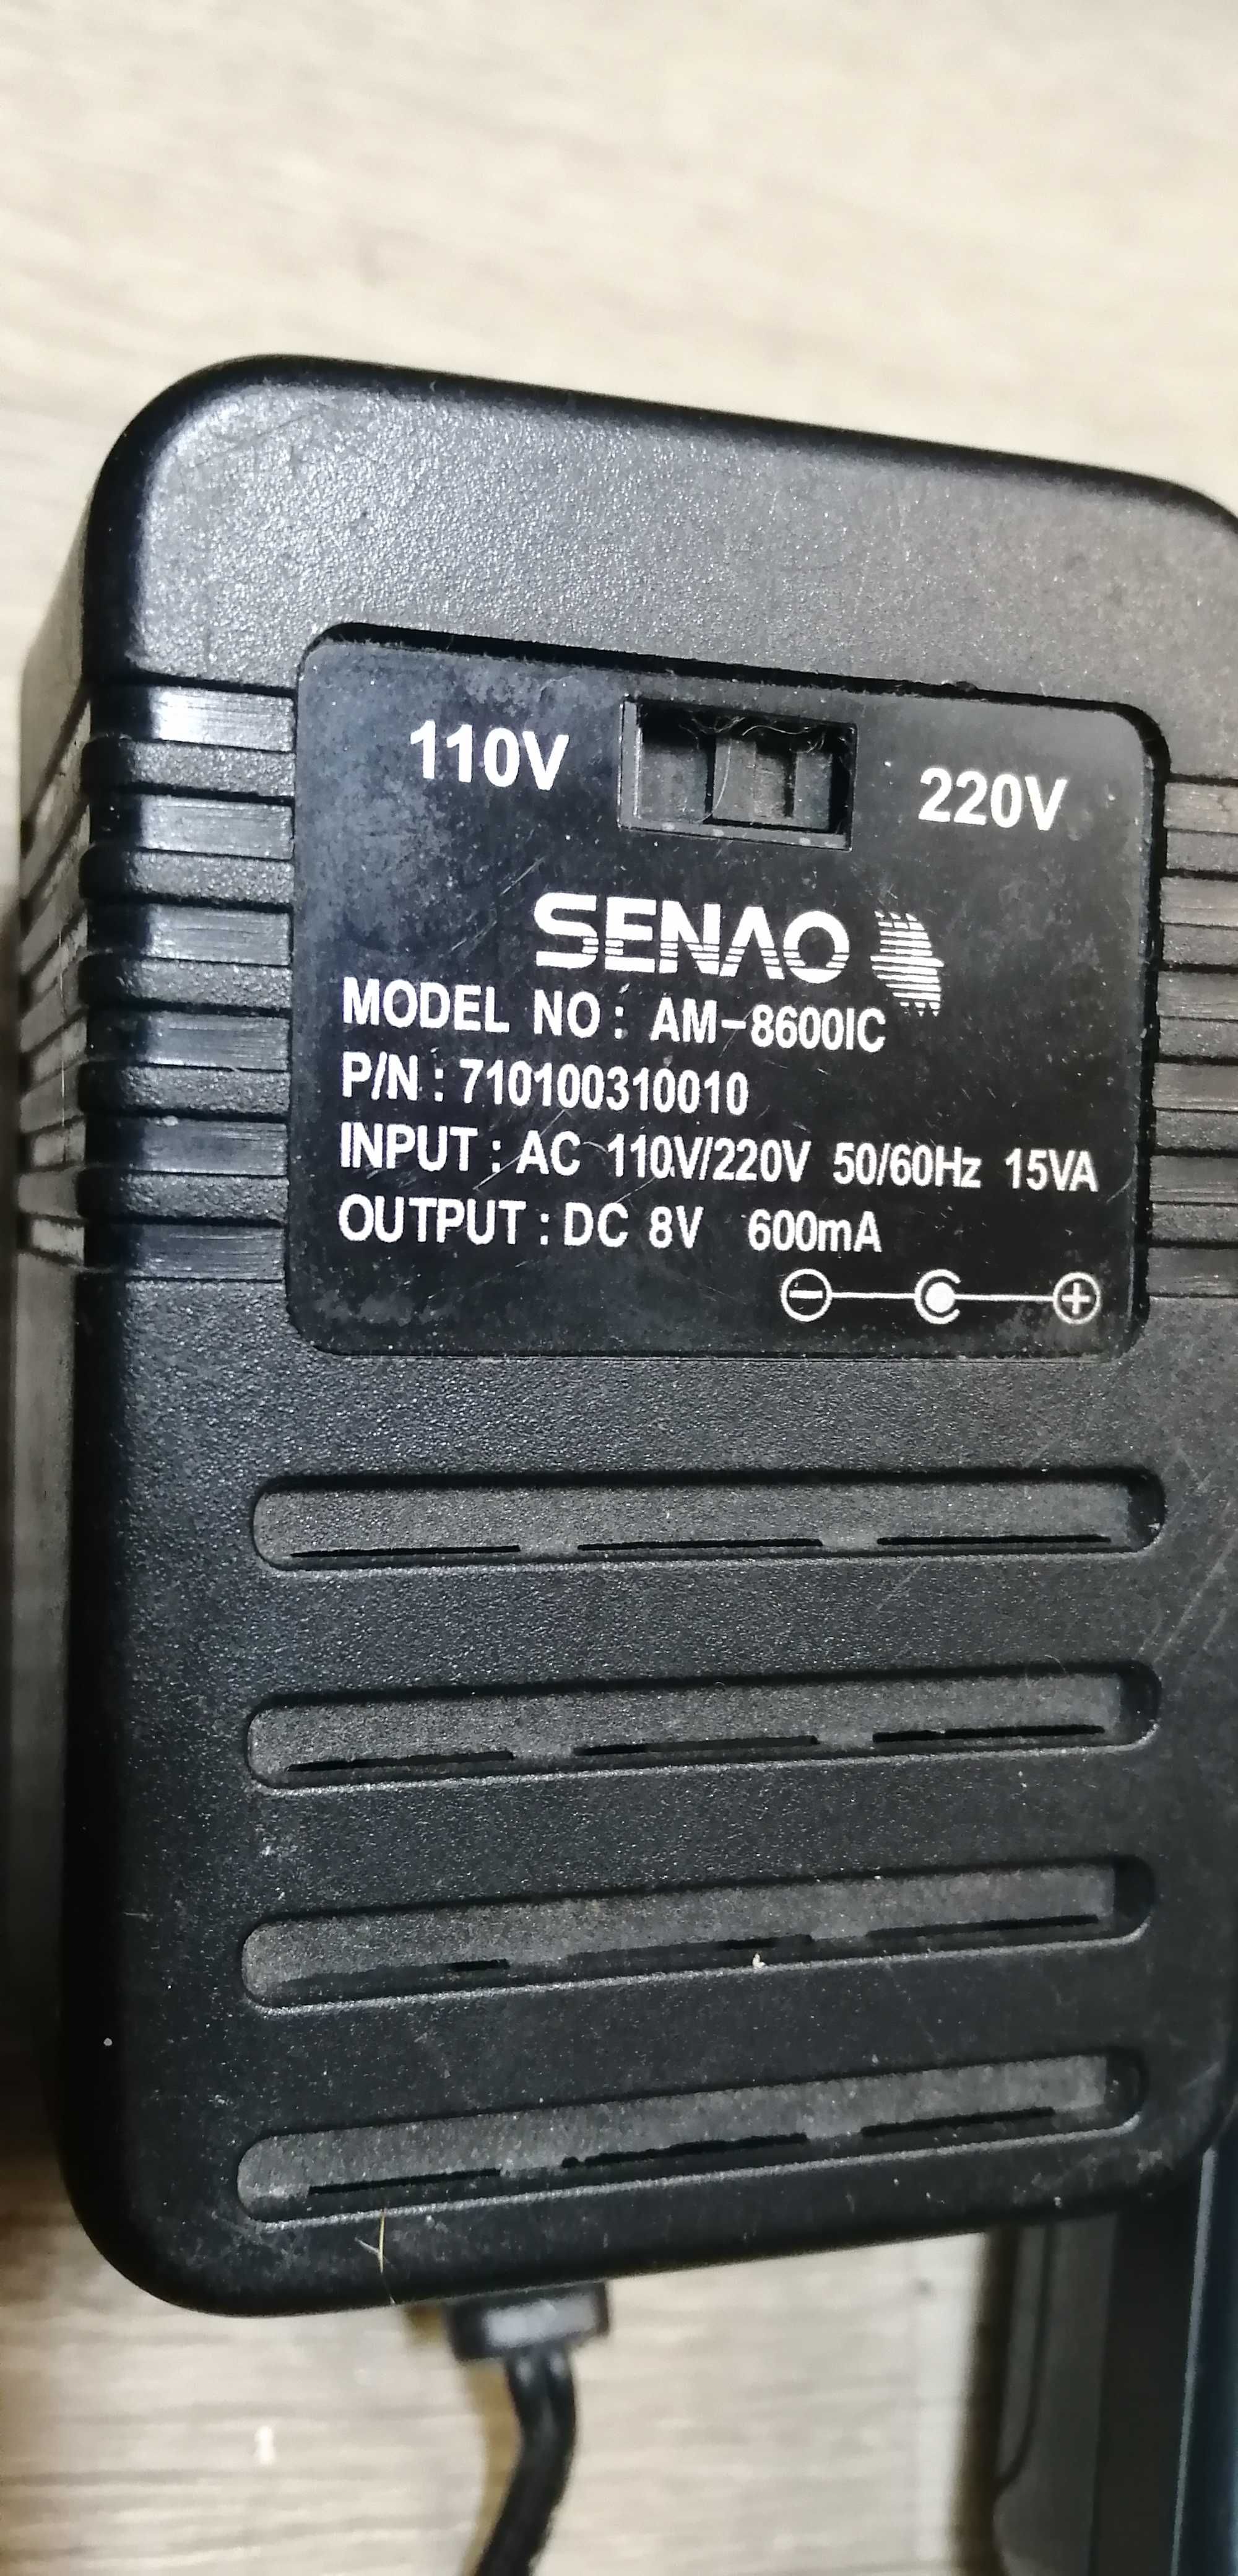 110V 220V
SENAO
MODEL NO : AM-8600IC
P/N : 710100310010
INPUT : AC 110V/220V 50/60Hz 15VA
OUTPUT : DC 8V 600mA